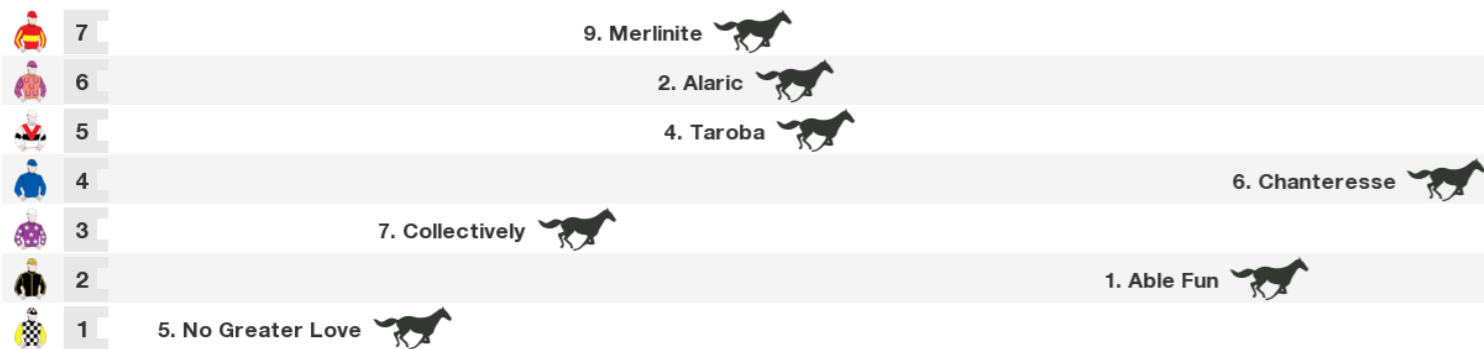 7 9. Merlinite
6 2. Alaric
5 4. Taroba
4 6. Chanteresse
3 7. Collectively
2 1. Able Fun
1 5. No Greater Love